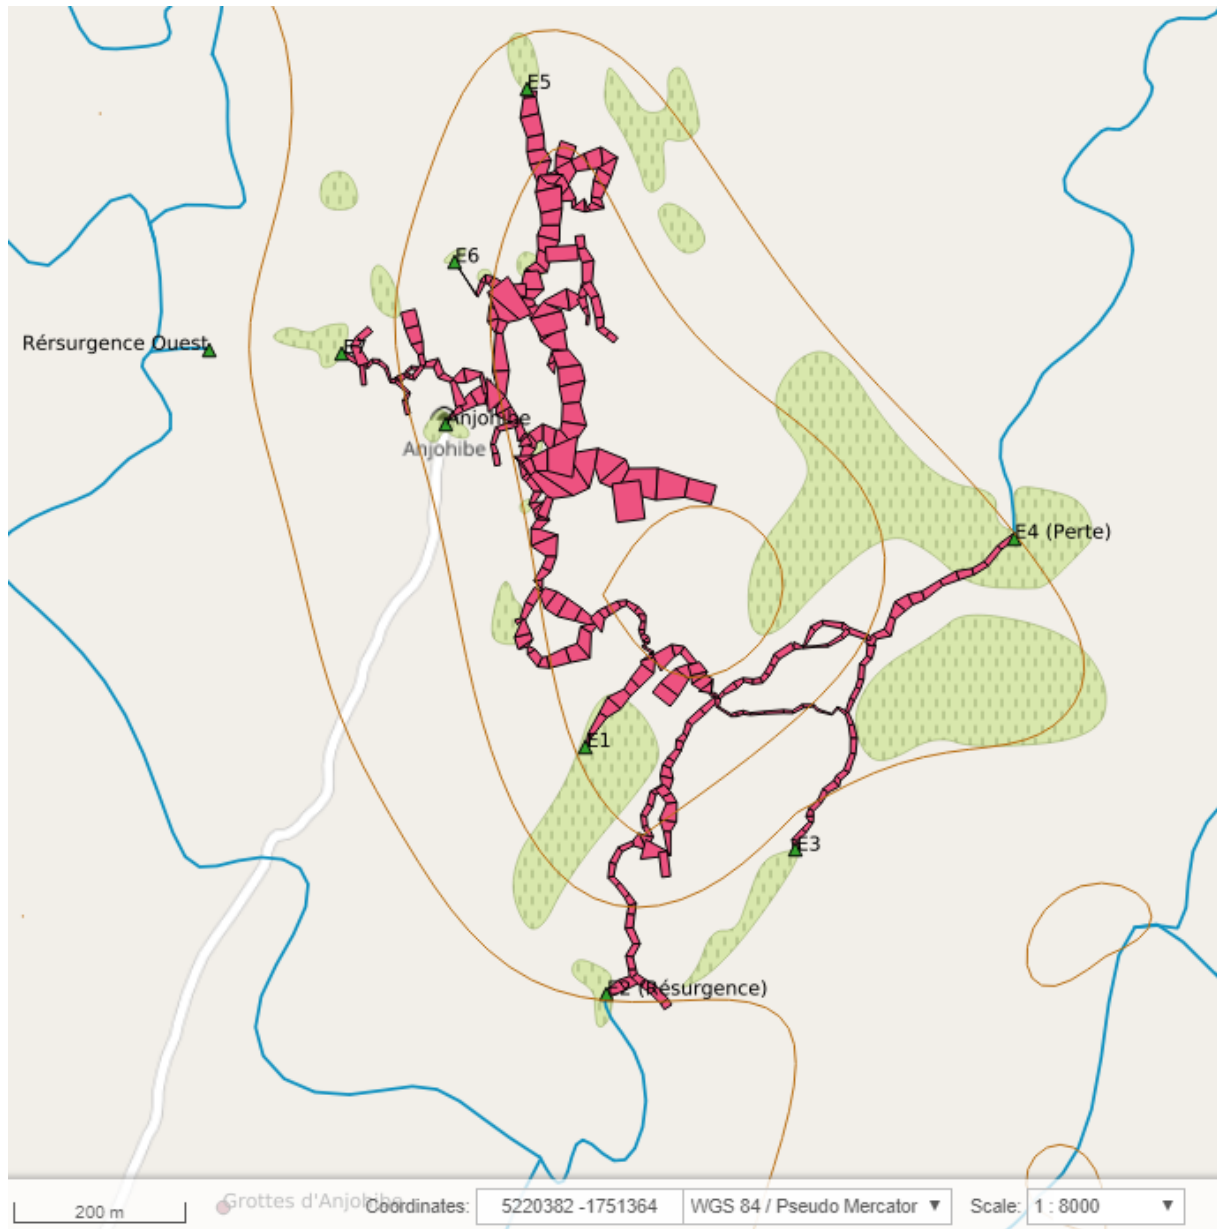 E5
E6
Rérsurgence Ouest
Anjohibe
Anjohibe
E4 (Perte)
E1
E3
E2 (Résurgence)
200 m
Grottes d'Anjohibe
Coordinates:
5220382 -1751364
WGS 84 / Pseudo Mercator
Scale:
1 : 8000